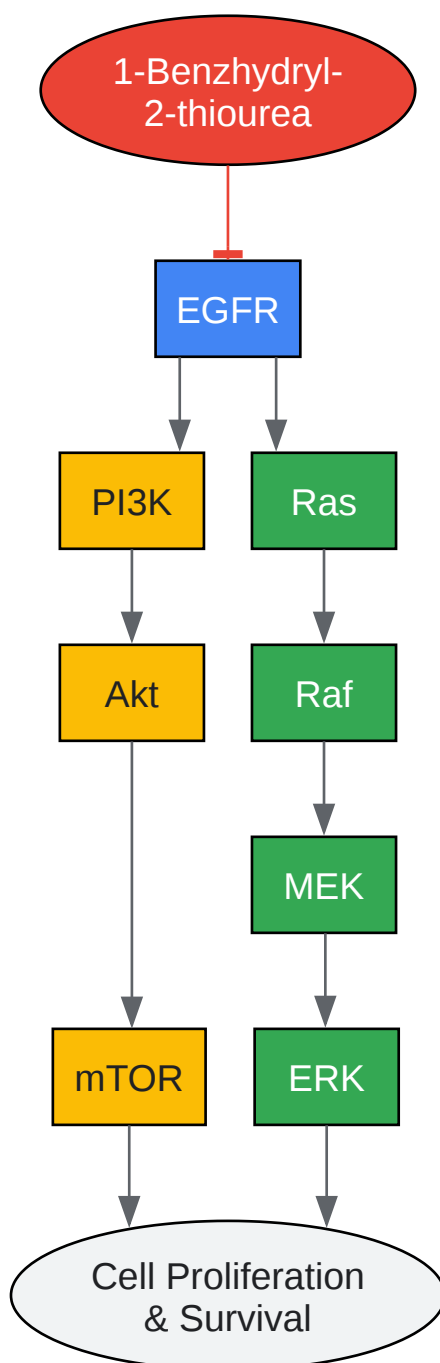 1-Benzhydryl-
2-thiourea
EGFR
PI3K
Ras
Akt
Raf
MEK
mTOR
ERK
Cell Proliferation
& Survival